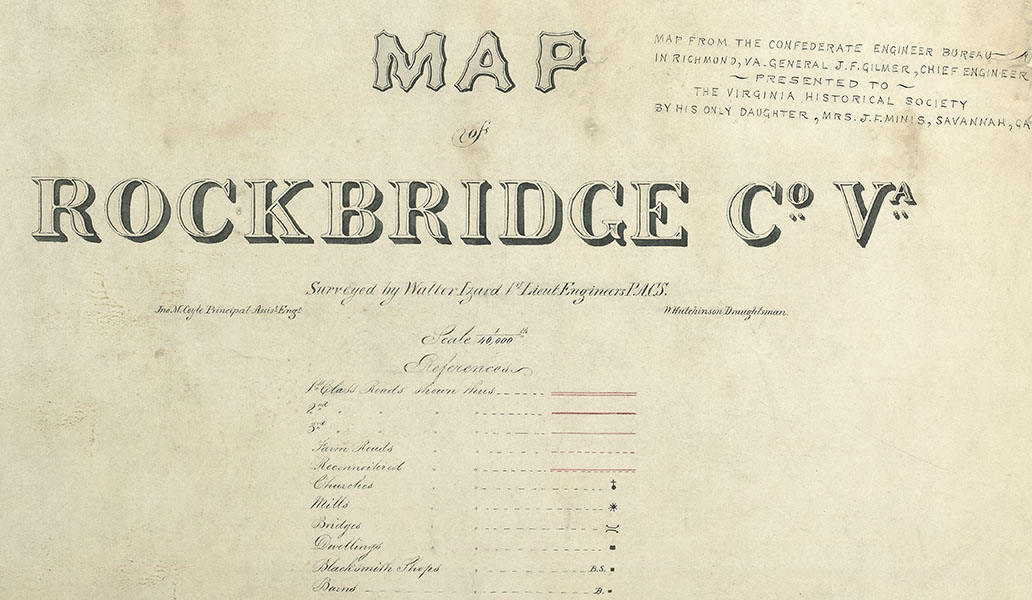 MAP
of
ROCKBRIDGE Co. Va.
MAP FROM THE CONFEDERATE ENGINEER BUREAU
IN RICHMOND, VA. GENERAL J.F. GILMER, CHIEF ENGINEER
~ PRESENTED TO ~
THE VIRGINIA HISTORICAL SOCIETY
BY HIS ONLY DAUGHTER, MRS. J.F. MINIS, SAVANNAH, GA
Surveyed by Walter Izard 1st Lieut Engineers P.A.C.S.
Jno. M. Coyle Principal Assist. Engr. W. Hutchinson Draughtsman.
Scale 1/40,000 th
References
1st Class Roads shown thus
2nd " " "
3rd " " "
Farm Roads " "
Reconnoitered " "
Churches " "
Mills " "
Bridges " "
Dwellings " "
Blacksmith Shops " B.S.
Barns B.